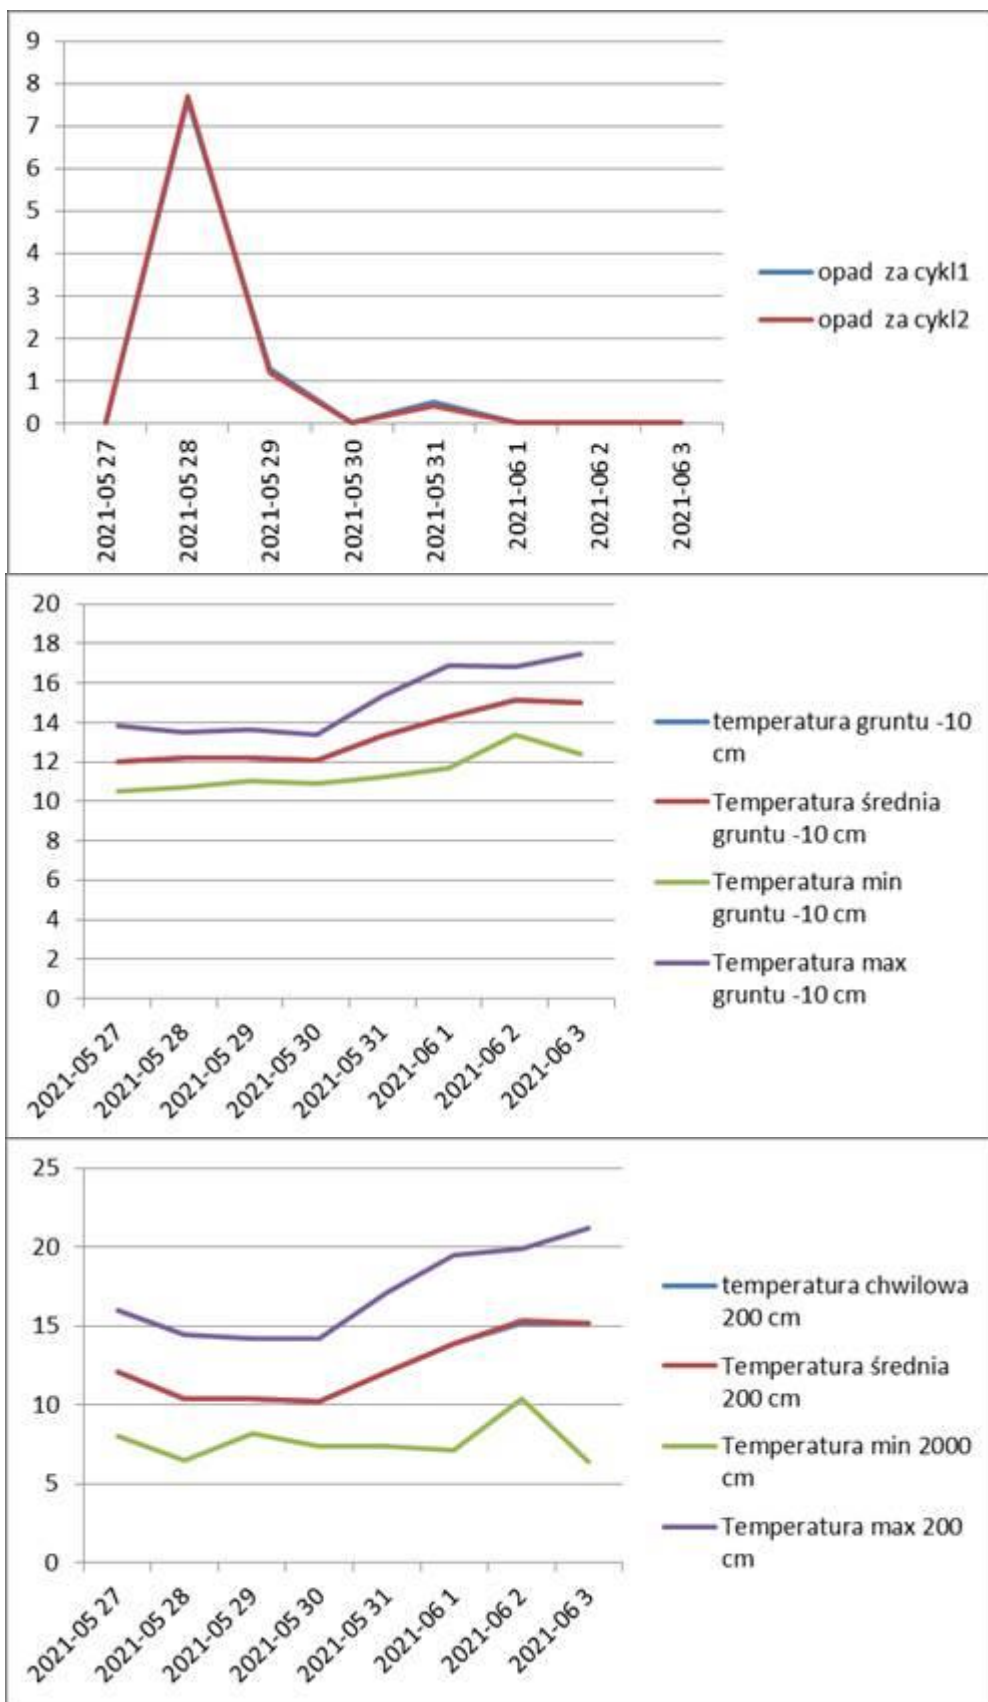 9
8
7
6
5
4
3
2
1
0
2021-05 27
2021-05 28
2021-05 29
2021-05 30
2021-05 31
2021-06 1
2021-06 2
2021-06 3
opad za cykl1
opad za cykl2
20
18
16
14
12
10
8
6
4
2
0
2021-05 27
2021-05 28
2021-05 29
2021-05 30
2021-05 31
2021-06 1
2021-06 2
2021-06 3
temperatura gruntu -10
cm
Temperatura średnia
gruntu -10 cm
Temperatura min
gruntu -10 cm
Temperatura max
gruntu -10 cm
25
20
15
10
5
0
2021-05 27
2021-05 28
2021-05 29
2021-05 30
2021-05 31
2021-06 1
2021-06 2
2021-06 3
temperatura chwilowa
200 cm
Temperatura średnia
200 cm
Temperatura min 2000
cm
Temperatura max 200
cm